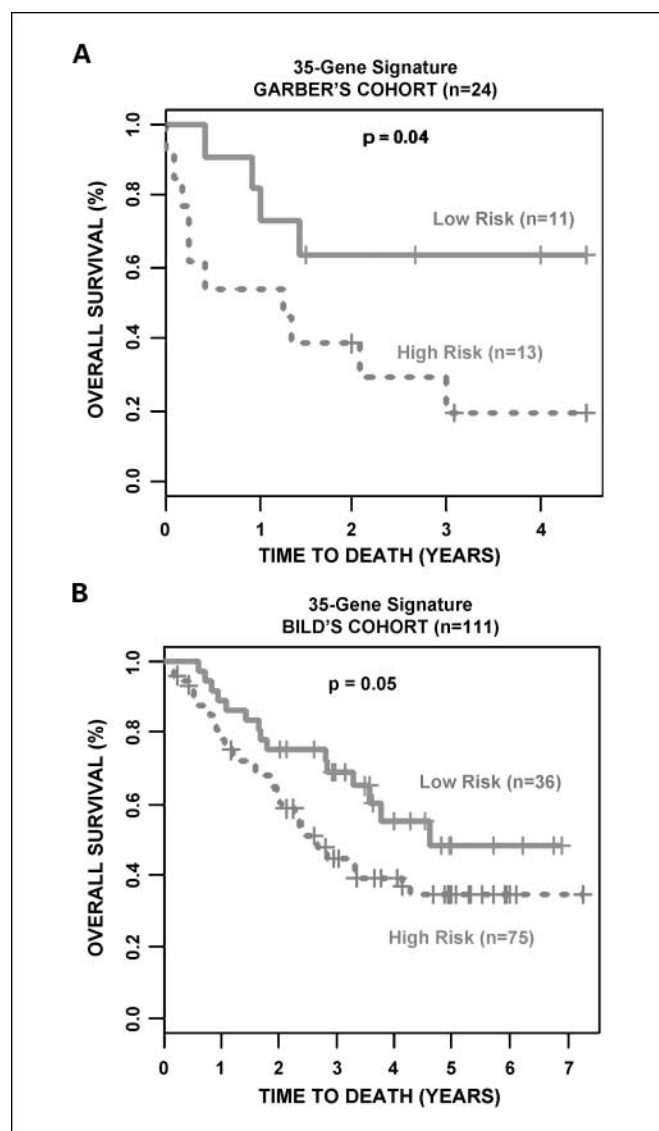 A
35-Gene Signature
GARBER'S COHORT (n=24)
p = 0.04
Low Risk (n=11)
High Risk (n=13)
OVERALL SURVIVAL (%)
1.0
0.8
0.6
0.4
0.2
0.0
0 1 2 3 4
TIME TO DEATH (YEARS)
B
35-Gene Signature
BILD'S COHORT (n=111)
p = 0.05
Low Risk (n=36)
High Risk (n=75)
OVERALL SURVIVAL (%)
1.0
0.8
0.6
0.4
0.2
0.0
0 1 2 3 4 5 6 7
TIME TO DEATH (YEARS)